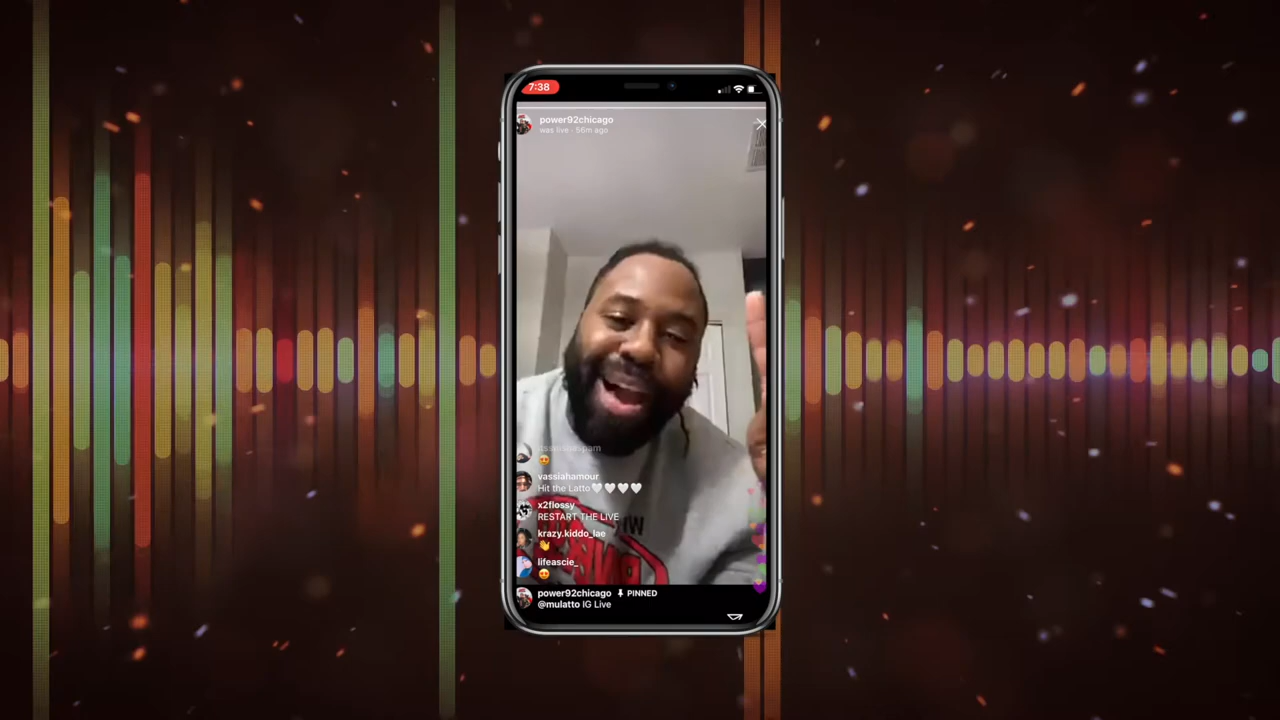 7:38
power92chicago
was live · 56m ago
😍
vassiahamour
Hit the Latto🤍🤍🤍🤍
x2flossy
RESTART THE LIVE
krazy.kiddo_lae
👋
lifeascie_
😍
power92chicago 📌 PINNED
@mulatto IG Live